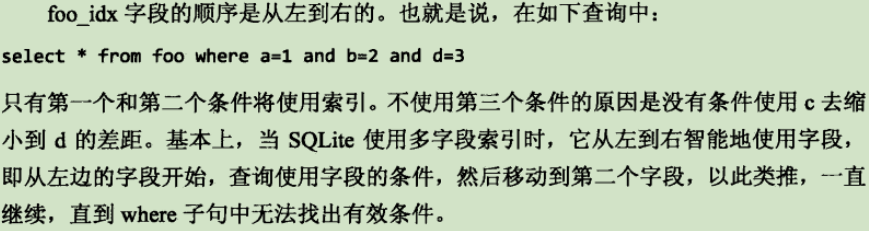 foo_idx 字段的顺序是从左到右的。也就是说，在如下查询中：
select * from foo where a=1 and b=2 and d=3
只有第一个和第二个条件将使用索引。不使用第三个条件的原因是没有条件使用 c 去缩
小到 d 的差距。基本上，当 SQLite 使用多字段索引时，它从左到右智能地使用字段，
即从左边的字段开始，查询使用字段的条件，然后移动到第二个字段，以此类推，一直
继续，直到 where 子句中无法找出有效条件。